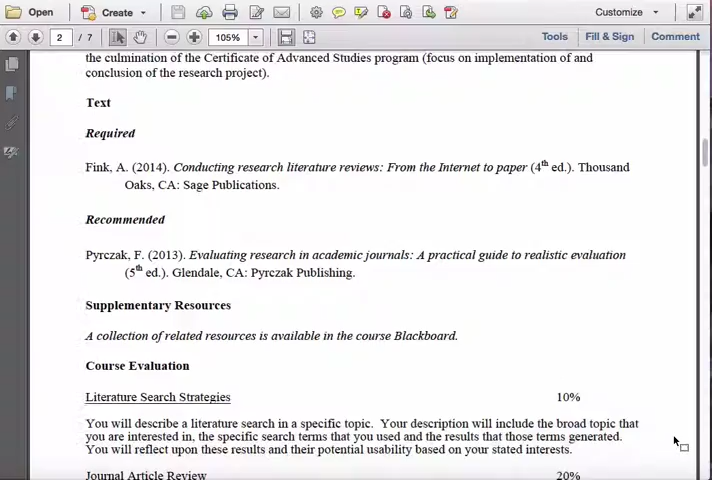 Open
Create
Customize
2 / 7
105%
Tools
Fill & Sign
Comment
the culmination of the Certificate of Advanced Studies program (focus on implementation of and
conclusion of the research project).
Text
Required
Fink, A. (2014). Conducting research literature reviews: From the Internet to paper (4th ed.). Thousand
Oaks, CA: Sage Publications.
Recommended
Pyrczak, F. (2013). Evaluating research in academic journals: A practical guide to realistic evaluation
(5th ed.). Glendale, CA: Pyrczak Publishing.
Supplementary Resources
A collection of related resources is available in the course Blackboard.
Course Evaluation
Literature Search Strategies 10%
You will describe a literature search in a specific topic.  Your description will include the broad topic that
you are interested in, the specific search terms that you used and the results that those terms generated.
You will reflect upon these results and their potential usability based on your stated interests.
Journal Article Review 20%